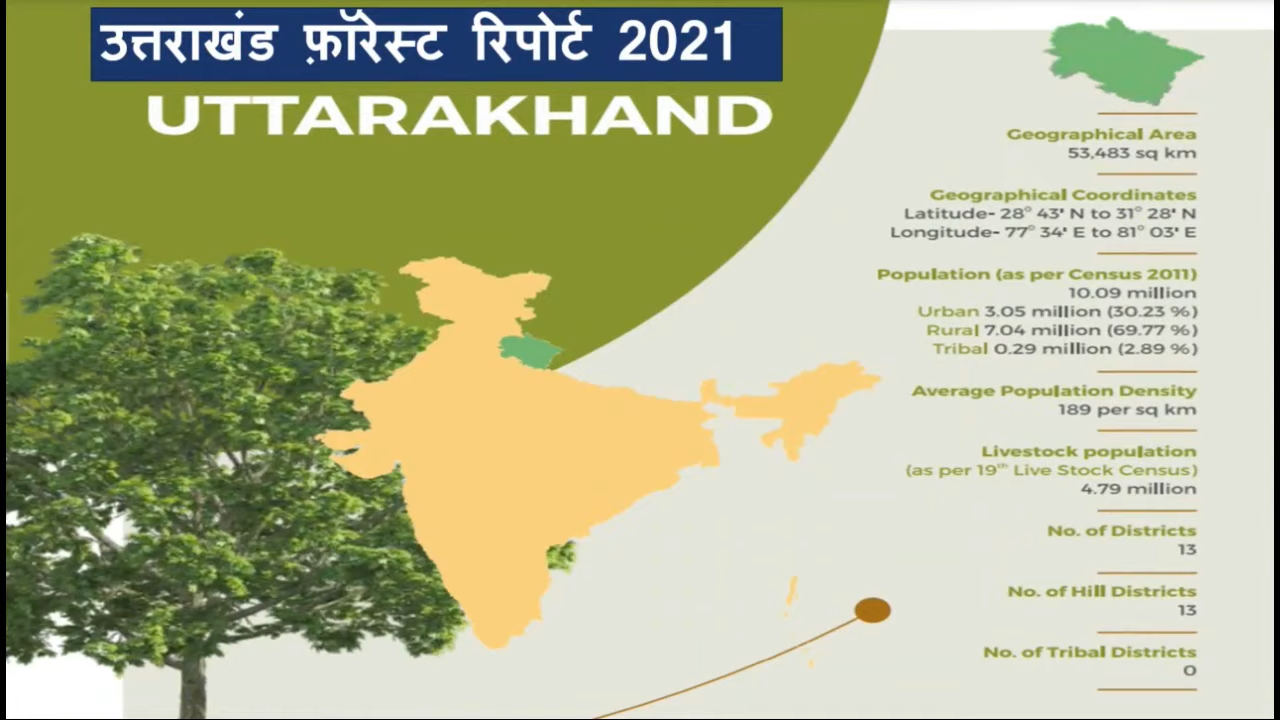 उत्तराखंड फ़ॉरेस्ट रिपोर्ट 2021
UTTARAKHAND
Geographical Area
53,483 sq km
Geographical Coordinates
Latitude- 28° 43' N to 31° 28' N
Longitude- 77° 34' E to 81° 03' E
Population (as per Census 2011)
10.09 million
Urban 3.05 million (30.23 %)
Rural 7.04 million (69.77 %)
Tribal 0.29 million (2.89 %)
Average Population Density
189 per sq km
Livestock population
(as per 19th Live Stock Census)
4.79 million
No. of Districts
13
No. of Hill Districts
13
No. of Tribal Districts
0